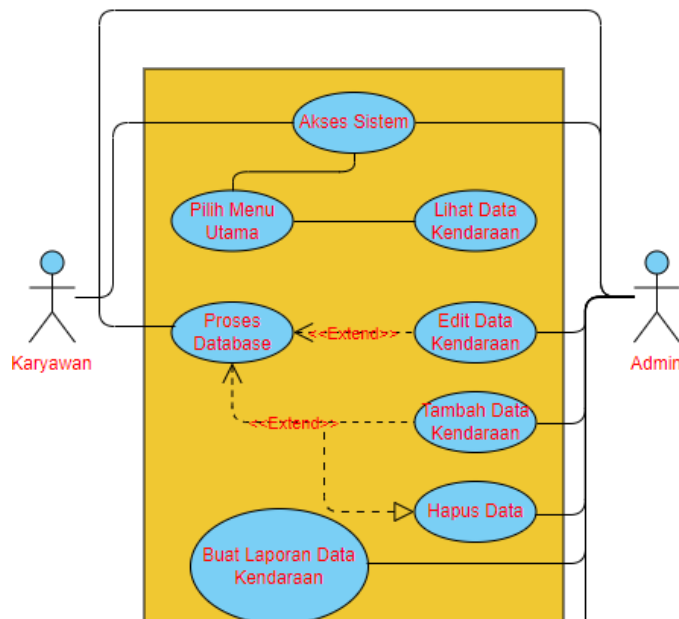 Akses Sistem
Pilih Menu
Utama
Lihat Data
Kendaraan
Karyawan
Proses
Database
<<Extend>>
Edit Data
Kendaraan
Admin
<<Extend>>
Tambah Data
Kendaraan
Hapus Data
Buat Laporan Data
Kendaraan